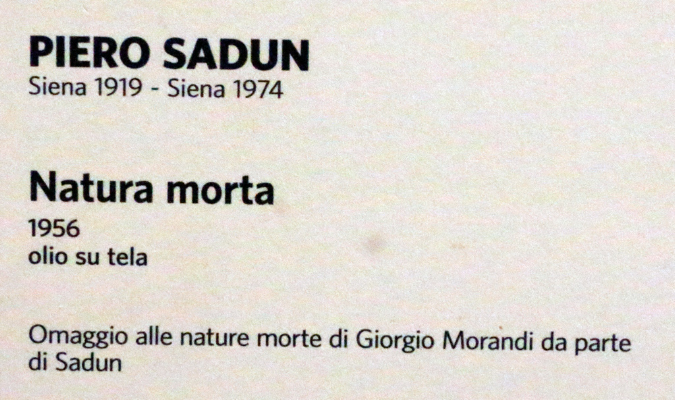 PIERO SADUN
Siena 1919 - Siena 1974
Natura morta
1956
olio su tela
Omaggio alle nature morte di Giorgio Morandi da parte
di Sadun